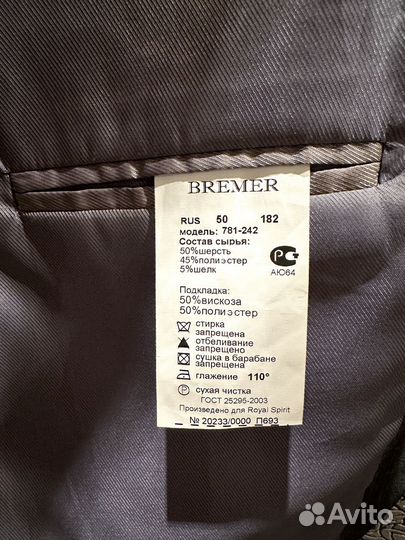 BREMER
RUS 50 182
модель: 781-242
Состав сырья:
50%шерсть
45%полиэстер
5%шелк
АЮ64
Подкладка:
50%вискоза
50%полиэстер
стирка
запрещено
отбеливание
запрещено
сушка в барабане
запрещено
глажение 110°
P сухая чистка
ГОСТ 25295-2003
Произведено для Royal Spirit
№ 20233/0000 П693
Avito